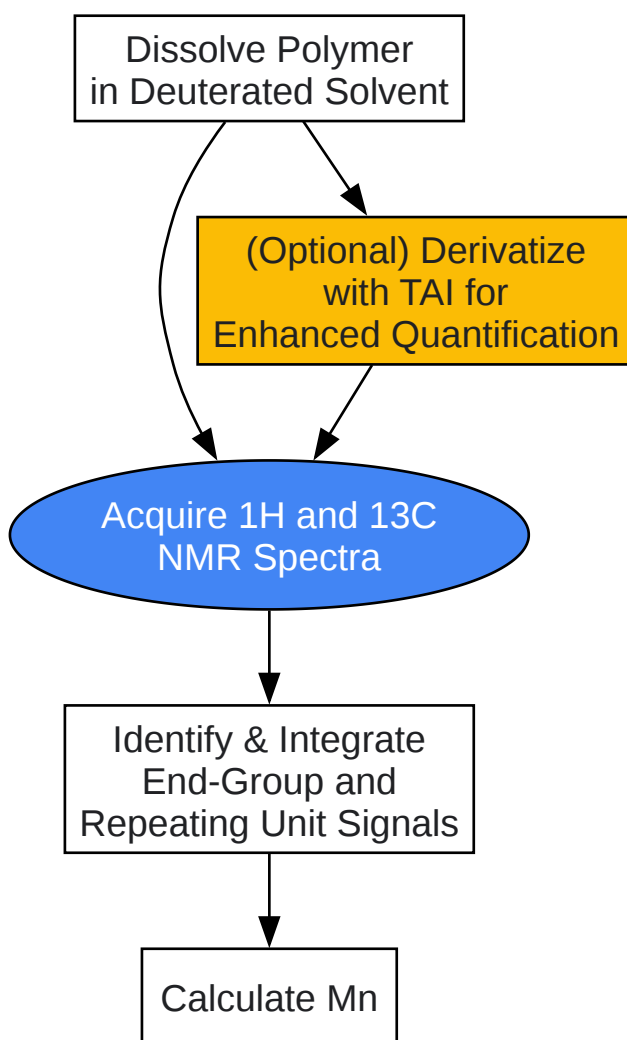 Dissolve Polymer
in Deuterated Solvent
(Optional) Derivatize
with TAI for
Enhanced Quantification
Acquire 1H and 13C
NMR Spectra
Identify & Integrate
End-Group and
Repeating Unit Signals
Calculate Mn